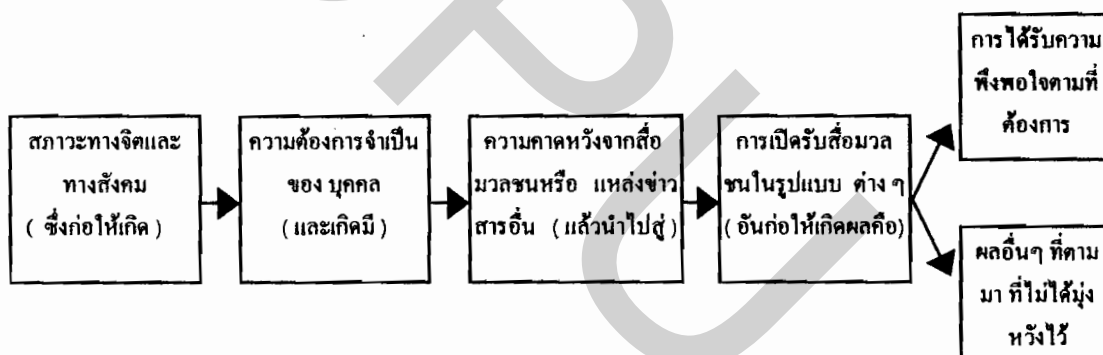 สภาวะทางจิตและ
ทางสังคม
( ซึ่งก่อให้เกิด )
ความต้องการจำเป็น
ของ บุคคล
(และเกิดมี)
ความคาดหวังจากสื่อ
มวลชนหรือ แหล่งข่าว
สารอื่น (แล้วนำไปสู่)
การเปิดรับสื่อมวล
ชนในรูปแบบ ต่าง ๆ
( อันก่อให้เกิดผลคือ)
การได้รับความ
พึงพอใจตามที่
ต้องการ
ผลอื่นๆ ที่ตาม
มา ที่ไม่ได้มุ่ง
หวังไว้